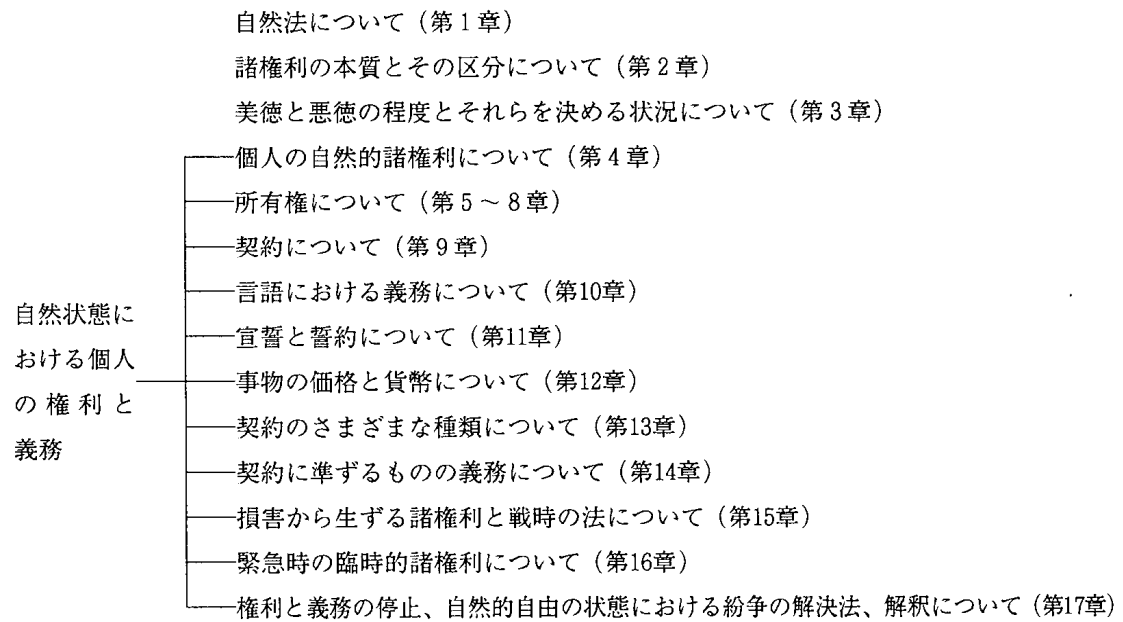 自然法について（第1章）
諸権利の本質とその区分について（第2章）
美徳と悪徳の程度とそれらを決める状況について（第3章）
個人の自然的諸権利について（第4章）
所有権について（第5～8章）
契約について（第9章）
言語における義務について（第10章）
宣誓と誓約について（第11章）
事物の価格と貨幣について（第12章）
契約のさまざまな種類について（第13章）
契約に準ずるものの義務について（第14章）
損害から生ずる諸権利と戦時の法について（第15章）
緊急時の臨時的諸権利について（第16章）
権利と義務の停止、自然的自由の状態における紛争の解決法、解釈について（第17章）
自然状態に
おける個人
の権利と
義務